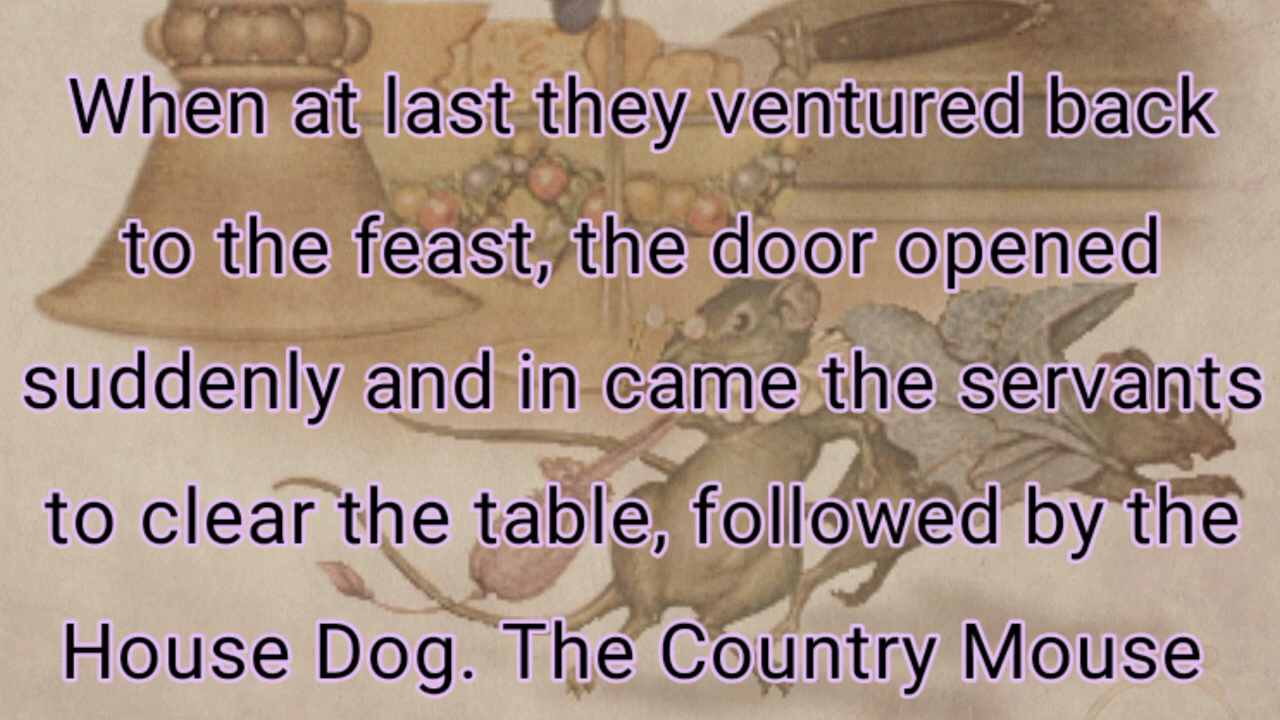 When at last they ventured back
to the feast, the door opened
suddenly and in came the servants
to clear the table, followed by the
House Dog. The Country Mouse